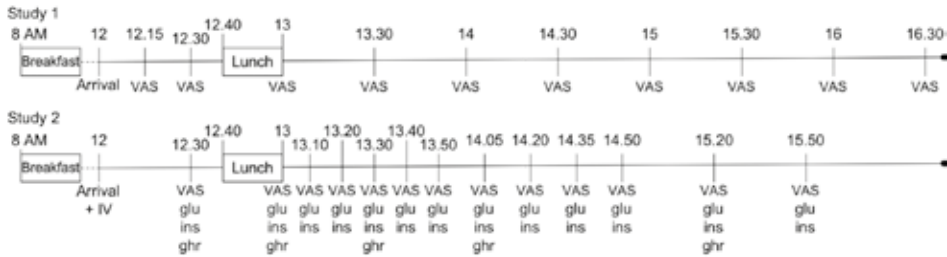 Study 1
8 AM 12 12.15 12.30 12.40 13 13.30 14 14.30 15 15.30 16 16.30
Breakfast Lunch
Arrival VAS VAS VAS VAS VAS VAS VAS VAS VAS VAS
Study 2
8 AM 12 12.30 12.40 13 13.10 13.20 13.30 13.40 13.50 14.05 14.20 14.35 14.50 15.20 15.50
Breakfast Lunch
Arrival VAS VAS VAS VAS VAS VAS VAS VAS VAS VAS VAS VAS VAS
+ IV glu glu glu glu glu glu glu glu glu glu glu glu glu
ins ins ins ins ins ins ins ins ins ins ins ins ins
ghr ghr ghr ghr ghr